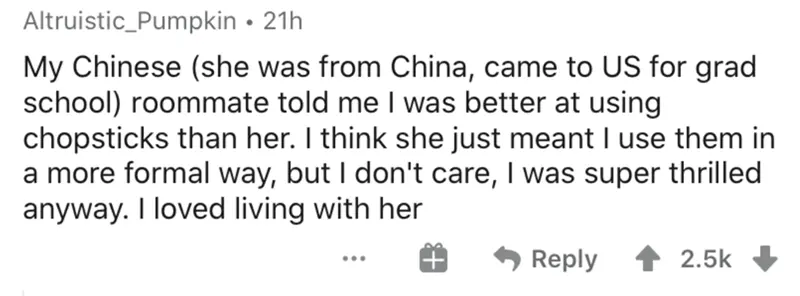 Altruistic_Pumpkin • 21h
My Chinese (she was from China, came to US for grad
school) roommate told me I was better at using
chopsticks than her. I think she just meant I use them in
a more formal way, but I don't care, I was super thrilled
anyway. I loved living with her
... Reply 2.5k